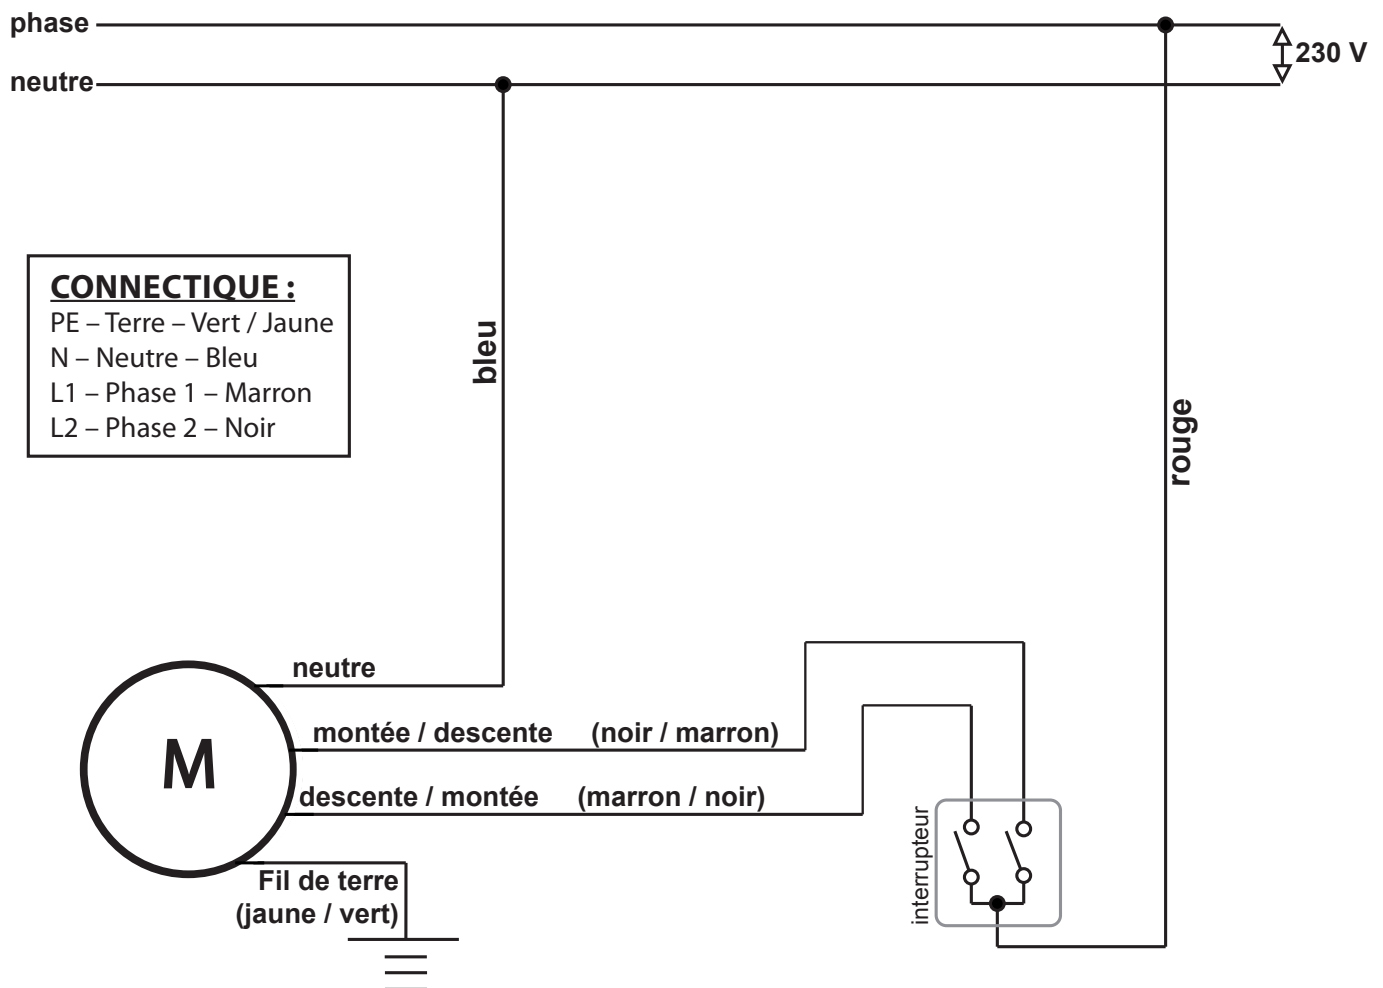 phase
230 V
neutre
CONNECTIQUE :
PE – Terre – Vert / Jaune
N – Neutre – Bleu
L1 – Phase 1 – Marron
L2 – Phase 2 – Noir
bleu
rouge
neutre
montée / descente (noir / marron)
M
descente / montée (marron / noir)
interrupteur
Fil de terre
(jaune / vert)